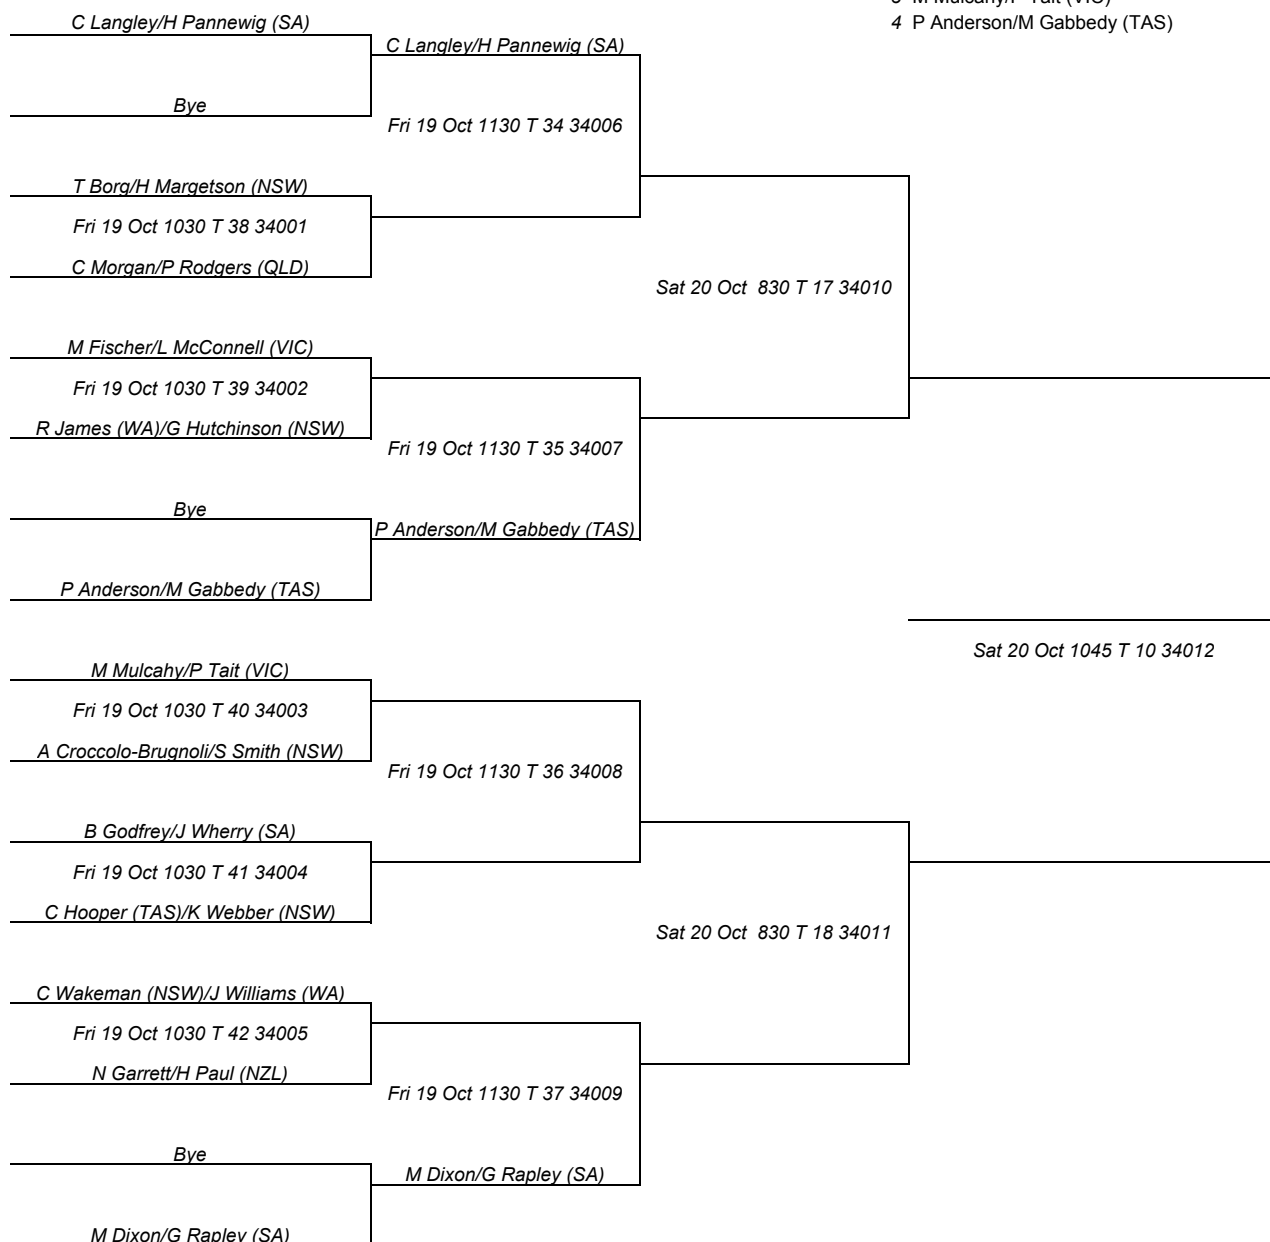 3 M Mulcahy/P Tait (VIC)
4 P Anderson/M Gabbedy (TAS)
C Langley/H Pannewig (SA)
C Langley/H Pannewig (SA)
Bye
Fri 19 Oct 1130 T 34 34006
T Borg/H Margetson (NSW)
Fri 19 Oct 1030 T 38 34001
C Morgan/P Rodgers (QLD)
Sat 20 Oct 830 T 17 34010
M Fischer/L McConnell (VIC)
Fri 19 Oct 1030 T 39 34002
R James (WA)/G Hutchinson (NSW)
Fri 19 Oct 1130 T 35 34007
Bye
P Anderson/M Gabbedy (TAS)
P Anderson/M Gabbedy (TAS)
Sat 20 Oct 1045 T 10 34012
M Mulcahy/P Tait (VIC)
Fri 19 Oct 1030 T 40 34003
A Croccolo-Brugnoli/S Smith (NSW)
Fri 19 Oct 1130 T 36 34008
B Godfrey/J Wherry (SA)
Fri 19 Oct 1030 T 41 34004
C Hooper (TAS)/K Webber (NSW)
Sat 20 Oct 830 T 18 34011
C Wakeman (NSW)/J Williams (WA)
Fri 19 Oct 1030 T 42 34005
N Garrett/H Paul (NZL)
Fri 19 Oct 1130 T 37 34009
Bye
M Dixon/G Rapley (SA)
M Dixon/G Rapley (SA)